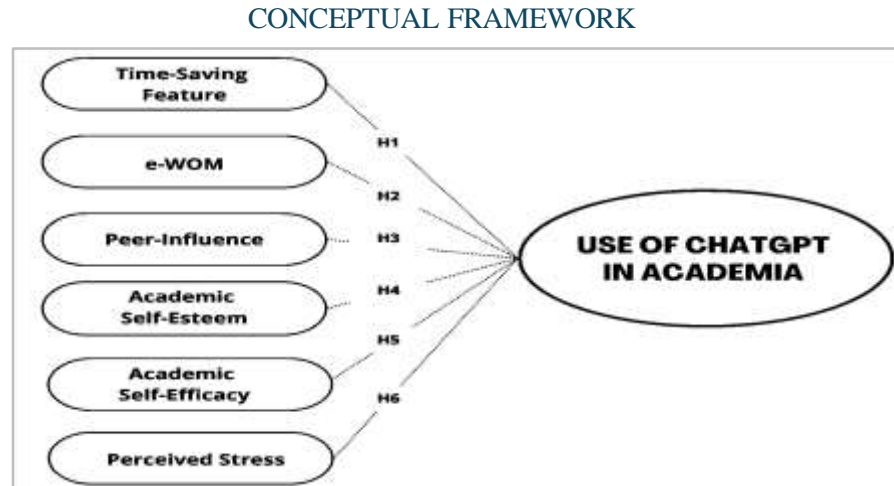 CONCEPTUAL FRAMEWORK
Time-Saving
Feature
H1
e-WOM
H2
Peer-Influence
H3
USE OF CHATGPT
IN ACADEMIA
Academic
Self-Esteem
H4
H5
Academic
Self-Efficacy
H6
Perceived Stress